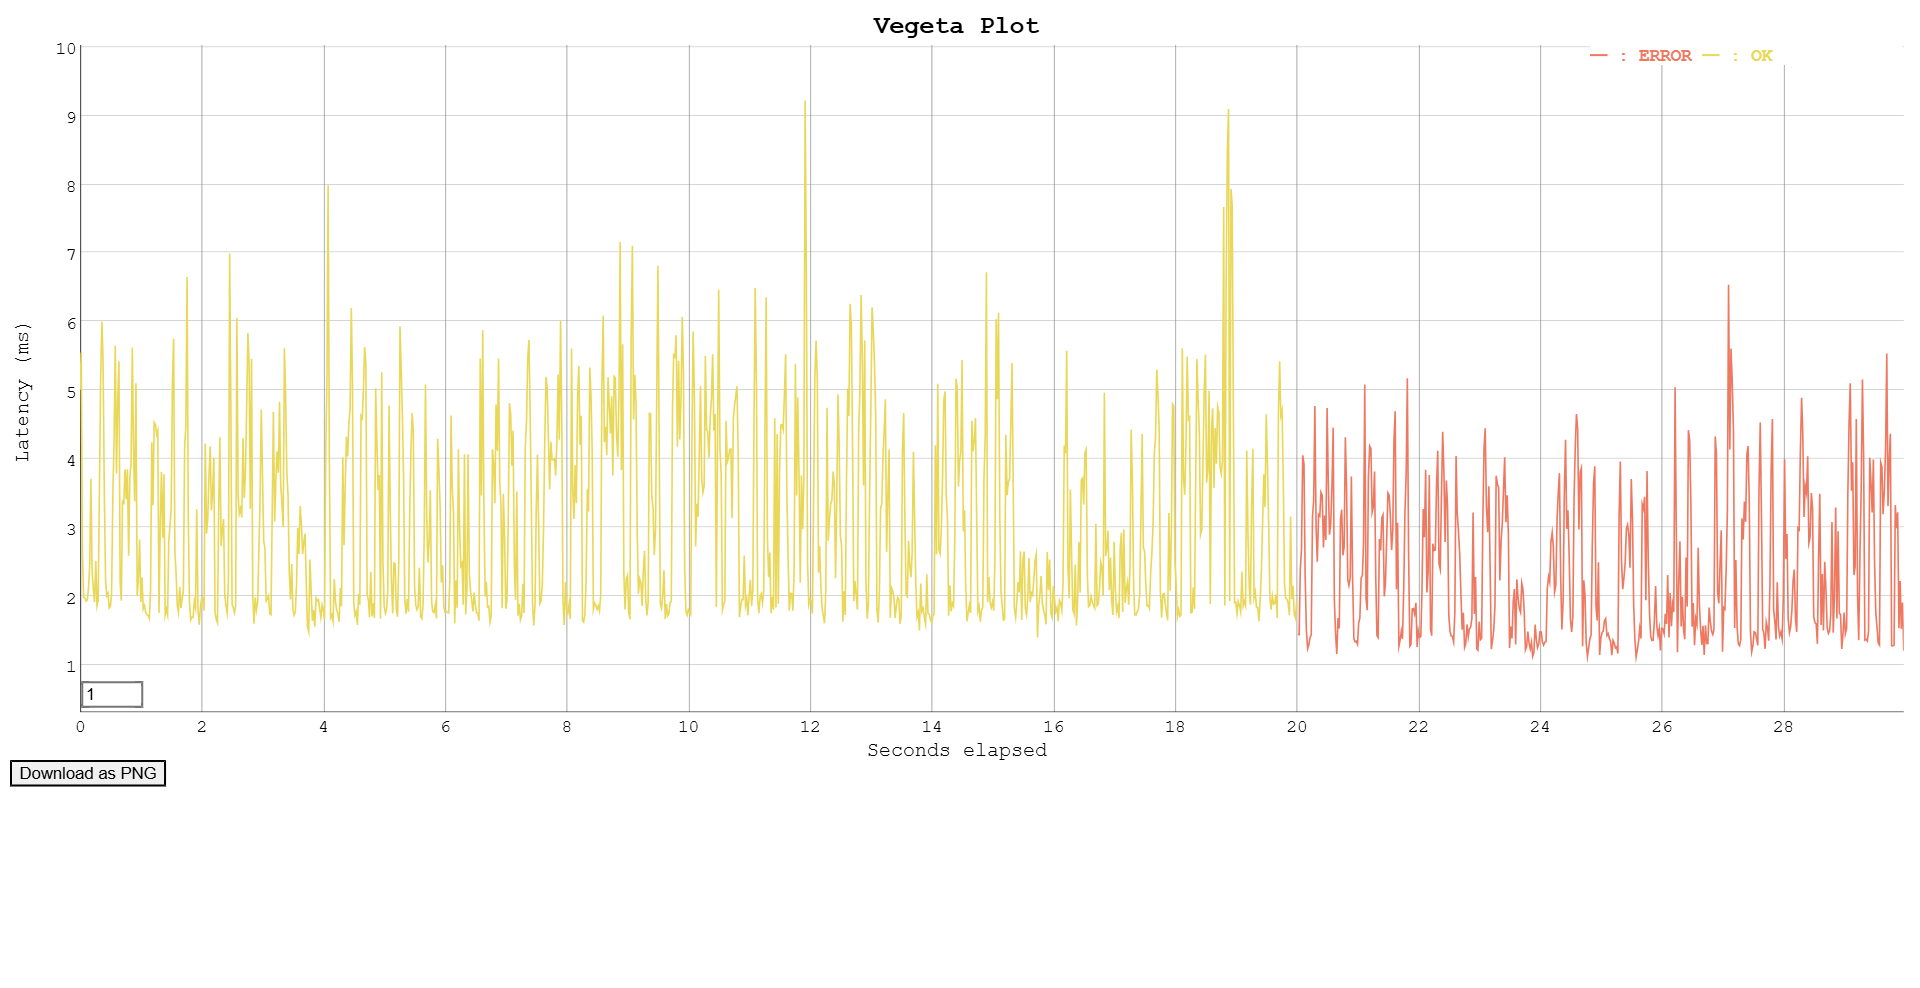 Vegeta Plot
— : ERROR — : OK
10
9
8
7
6
5
4
3
2
1
Latency (ms)
1
0 2 4 6 8 10 12 14 16 18 20 22 24 26 28
Seconds elapsed
Download as PNG